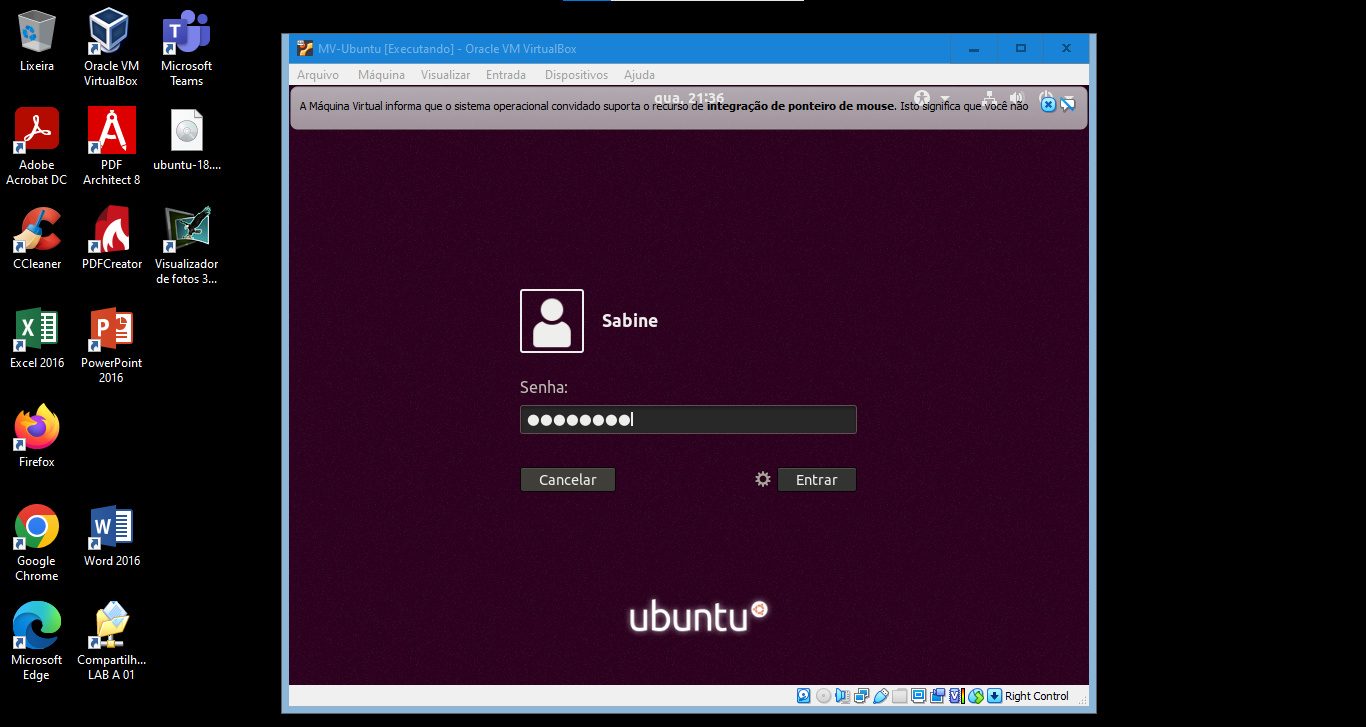 Lixeira
Oracle VM
VirtualBox
Microsoft
Teams
Adobe
Acrobat DC
PDF
Architect 8
ubuntu-18....
CCleaner
PDFCreator
Visualizador
de fotos 3...
Excel 2016
PowerPoint
2016
Firefox
Google
Chrome
Word 2016
Microsoft
Edge
Compartilh...
LAB A 01
MV-Ubuntu [Executando] - Oracle VM VirtualBox
Arquivo Máquina Visualizar Entrada Dispositivos Ajuda
qua, 21:36
A Máquina Virtual informa que o sistema operacional convidado suporta o recurso de integração de ponteiro de mouse. Isto significa que você não
Sabine
Senha:
Cancelar Entrar
ubuntu
Right Control